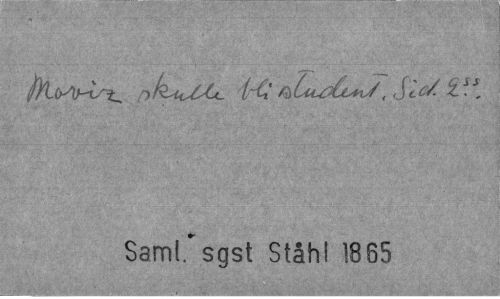 Moviz skulle bli student. Sid. 2ss.
Saml. sgst Ståhl 1865